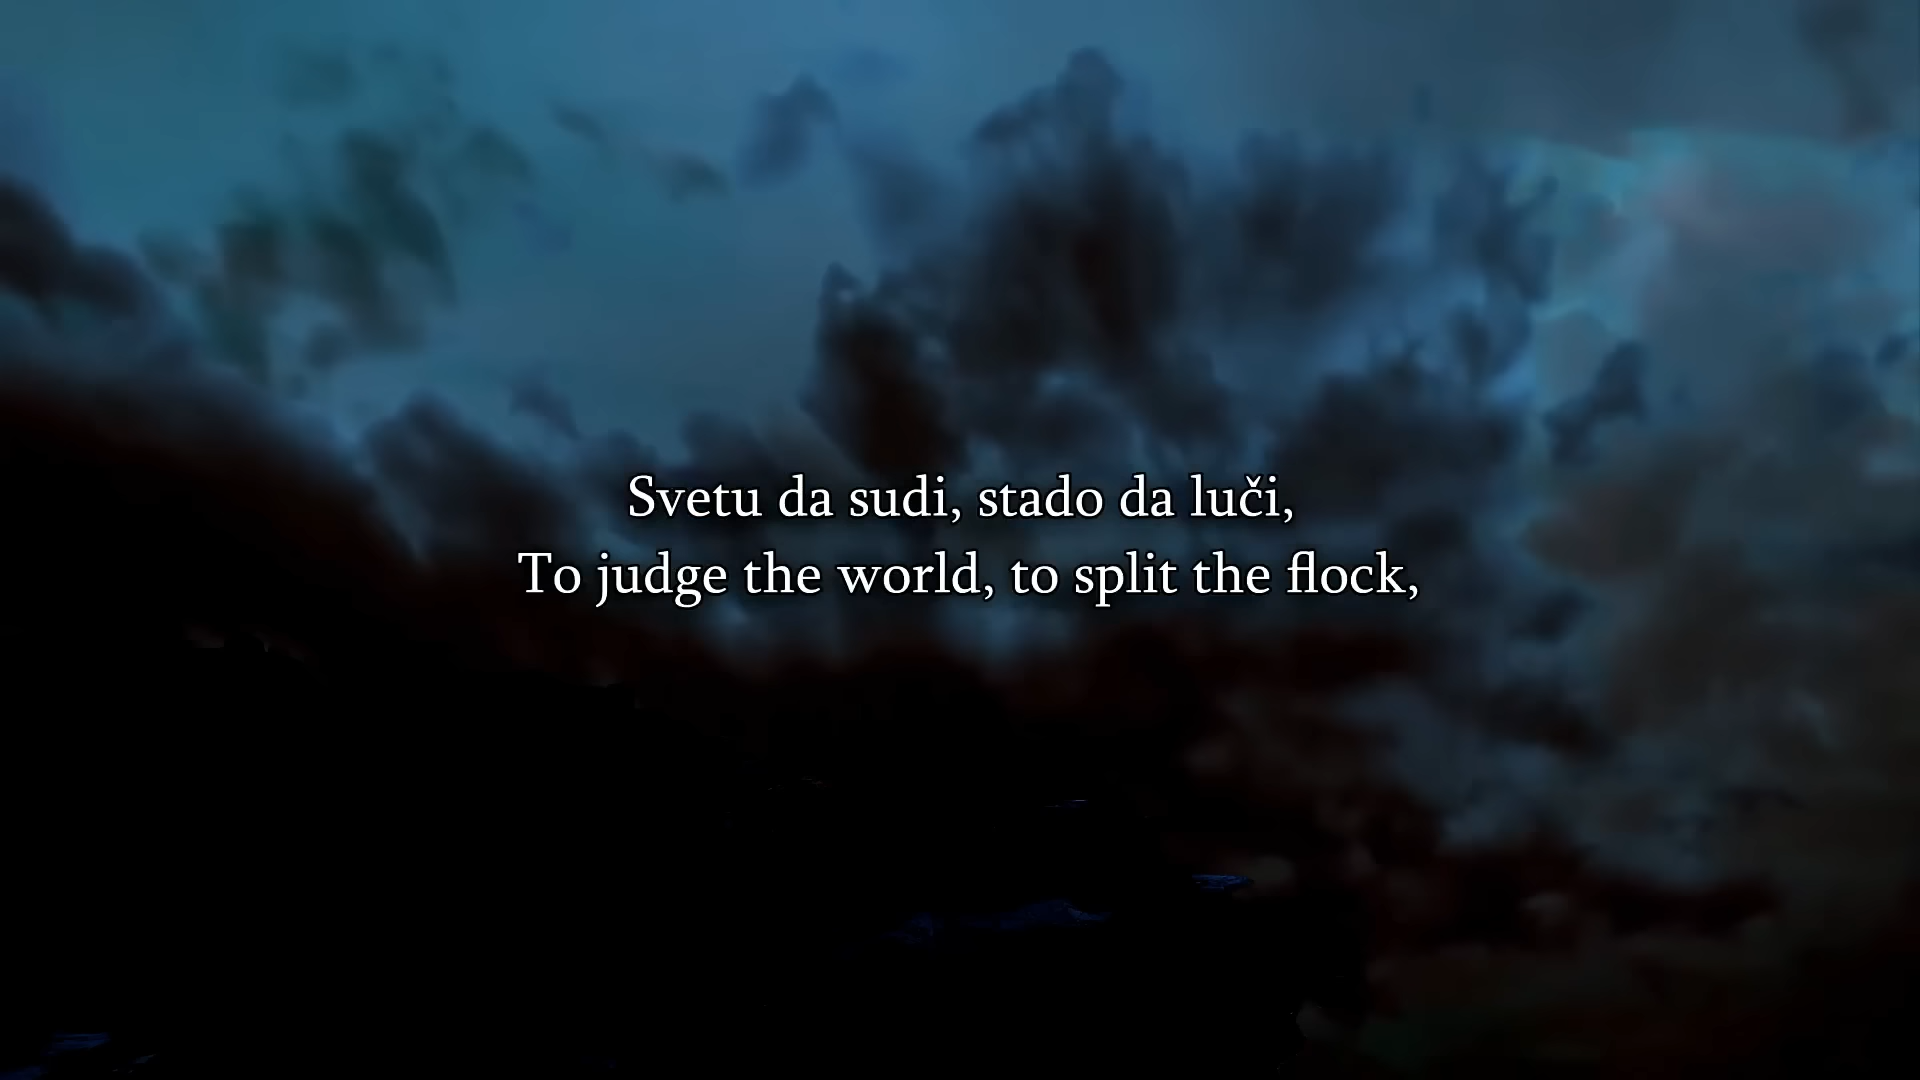 Svetu da sudi, stado da luči,
To judge the world, to split the flock,